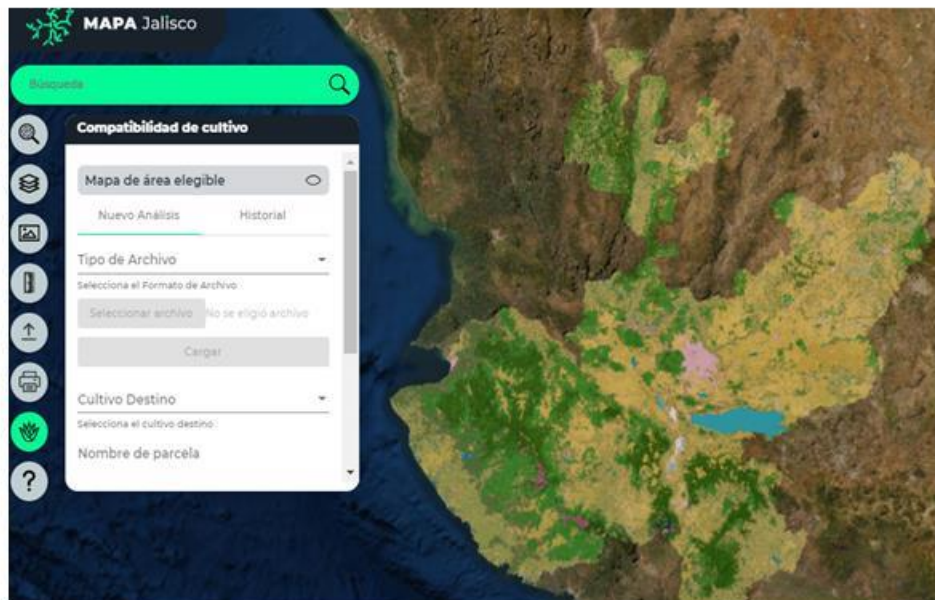 MAPA Jalisco
Búsqueda
Compatibilidad de cultivo
Mapa de área elegible
Nuevo Análisis
Historial
Tipo de Archivo
Selecciona el Formato de Archivo
Seleccionar archivo No se eligió archivo
Cargar
Cultivo Destino
Selecciona el cultivo destino
Nombre de parcela
?